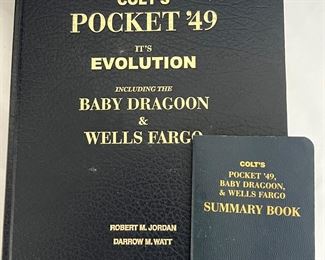 COLT'S
POCKET '49
IT'S
EVOLUTION
INCLUDING THE
BABY DRAGOON
&
WELLS FARGO
ROBERT M. JORDAN
DARROW M. WATT
COLT'S
POCKET '49,
BABY DRAGOON,
& WELLS FARGO
SUMMARY BOOK